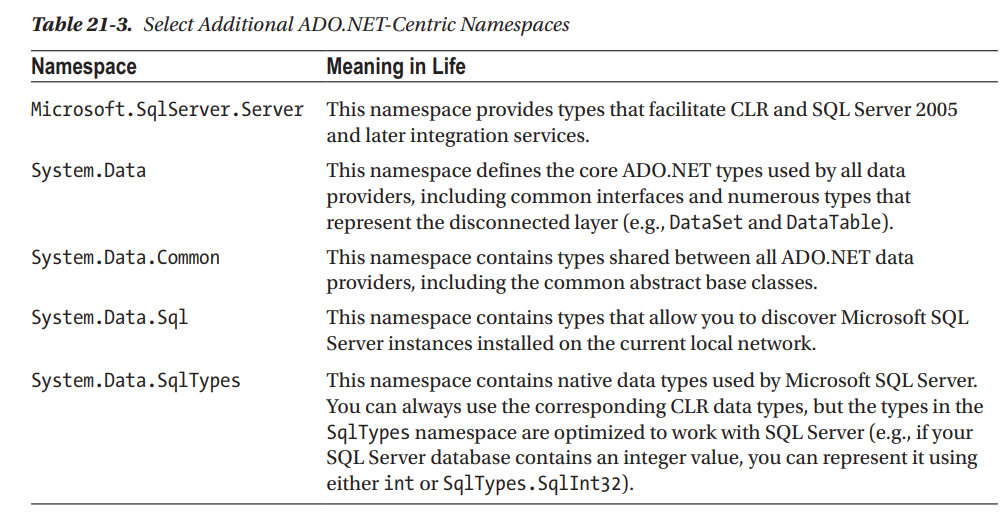 Table 21-3. Select Additional ADO.NET-Centric Namespaces
Namespace Meaning in Life
Microsoft.SqlServer.Server This namespace provides types that facilitate CLR and SQL Server 2005
and later integration services.
System.Data This namespace defines the core ADO.NET types used by all data
providers, including common interfaces and numerous types that
represent the disconnected layer (e.g., DataSet and DataTable).
System.Data.Common This namespace contains types shared between all ADO.NET data
providers, including the common abstract base classes.
System.Data.Sql This namespace contains types that allow you to discover Microsoft SQL
Server instances installed on the current local network.
System.Data.SqlTypes This namespace contains native data types used by Microsoft SQL Server.
You can always use the corresponding CLR data types, but the types in the
SqlTypes namespace are optimized to work with SQL Server (e.g., if your
SQL Server database contains an integer value, you can represent it using
either int or SqlTypes.SqlInt32).